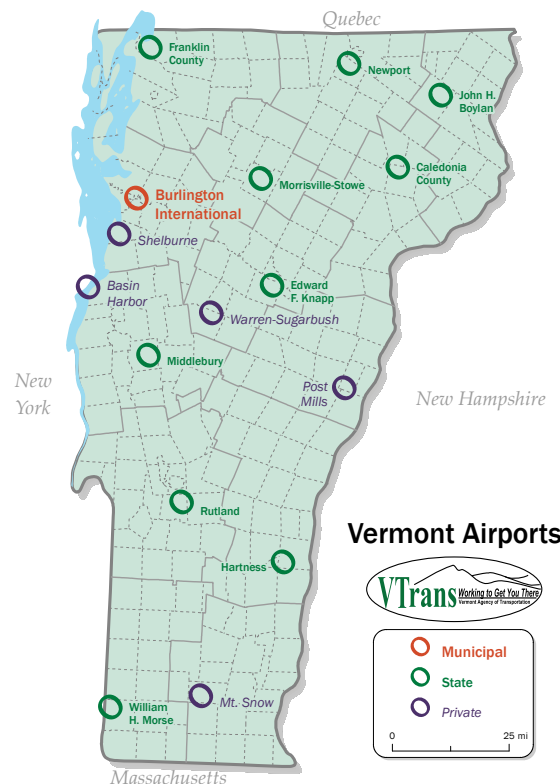 Quebec
Franklin
County
Newport
John H.
Boylan
Caledonia
County
Morrisville-Stowe
Burlington
International
Shelburne
Basin
Harbor
Edward
F. Knapp
Warren-Sugarbush
Middlebury
New
York
Post
Mills
New Hampshire
Rutland
Hartness
Vermont Airports
VTrans
Working to Get You There
Vermont Agency of Transportation
Municipal
State
Private
0
25 mi
William
H. Morse
Mt. Snow
Massachusetts